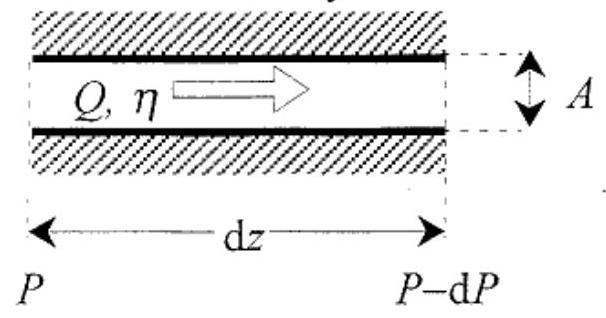 Q, η
A
dz
P P–dP